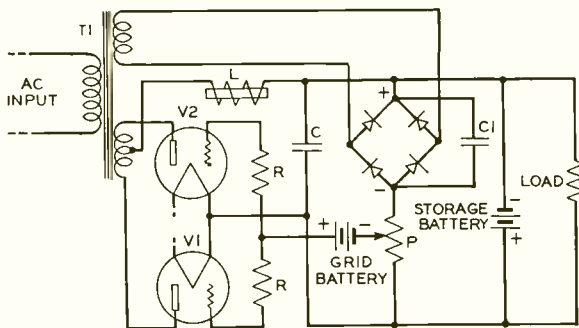 T1
AC
INPUT
L
V2
C
+
C1
-
R
LOAD
-
STORAGE
BATTERY
+
+
-
P
GRID
BATTERY
V1
R